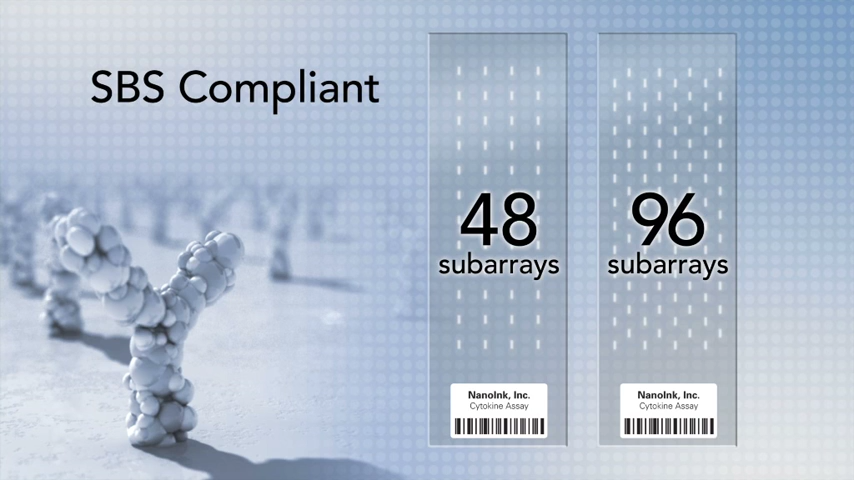 SBS Compliant
48
subarrays
96
subarrays
NanoInk, Inc.
Cytokine Assay
NanoInk, Inc.
Cytokine Assay